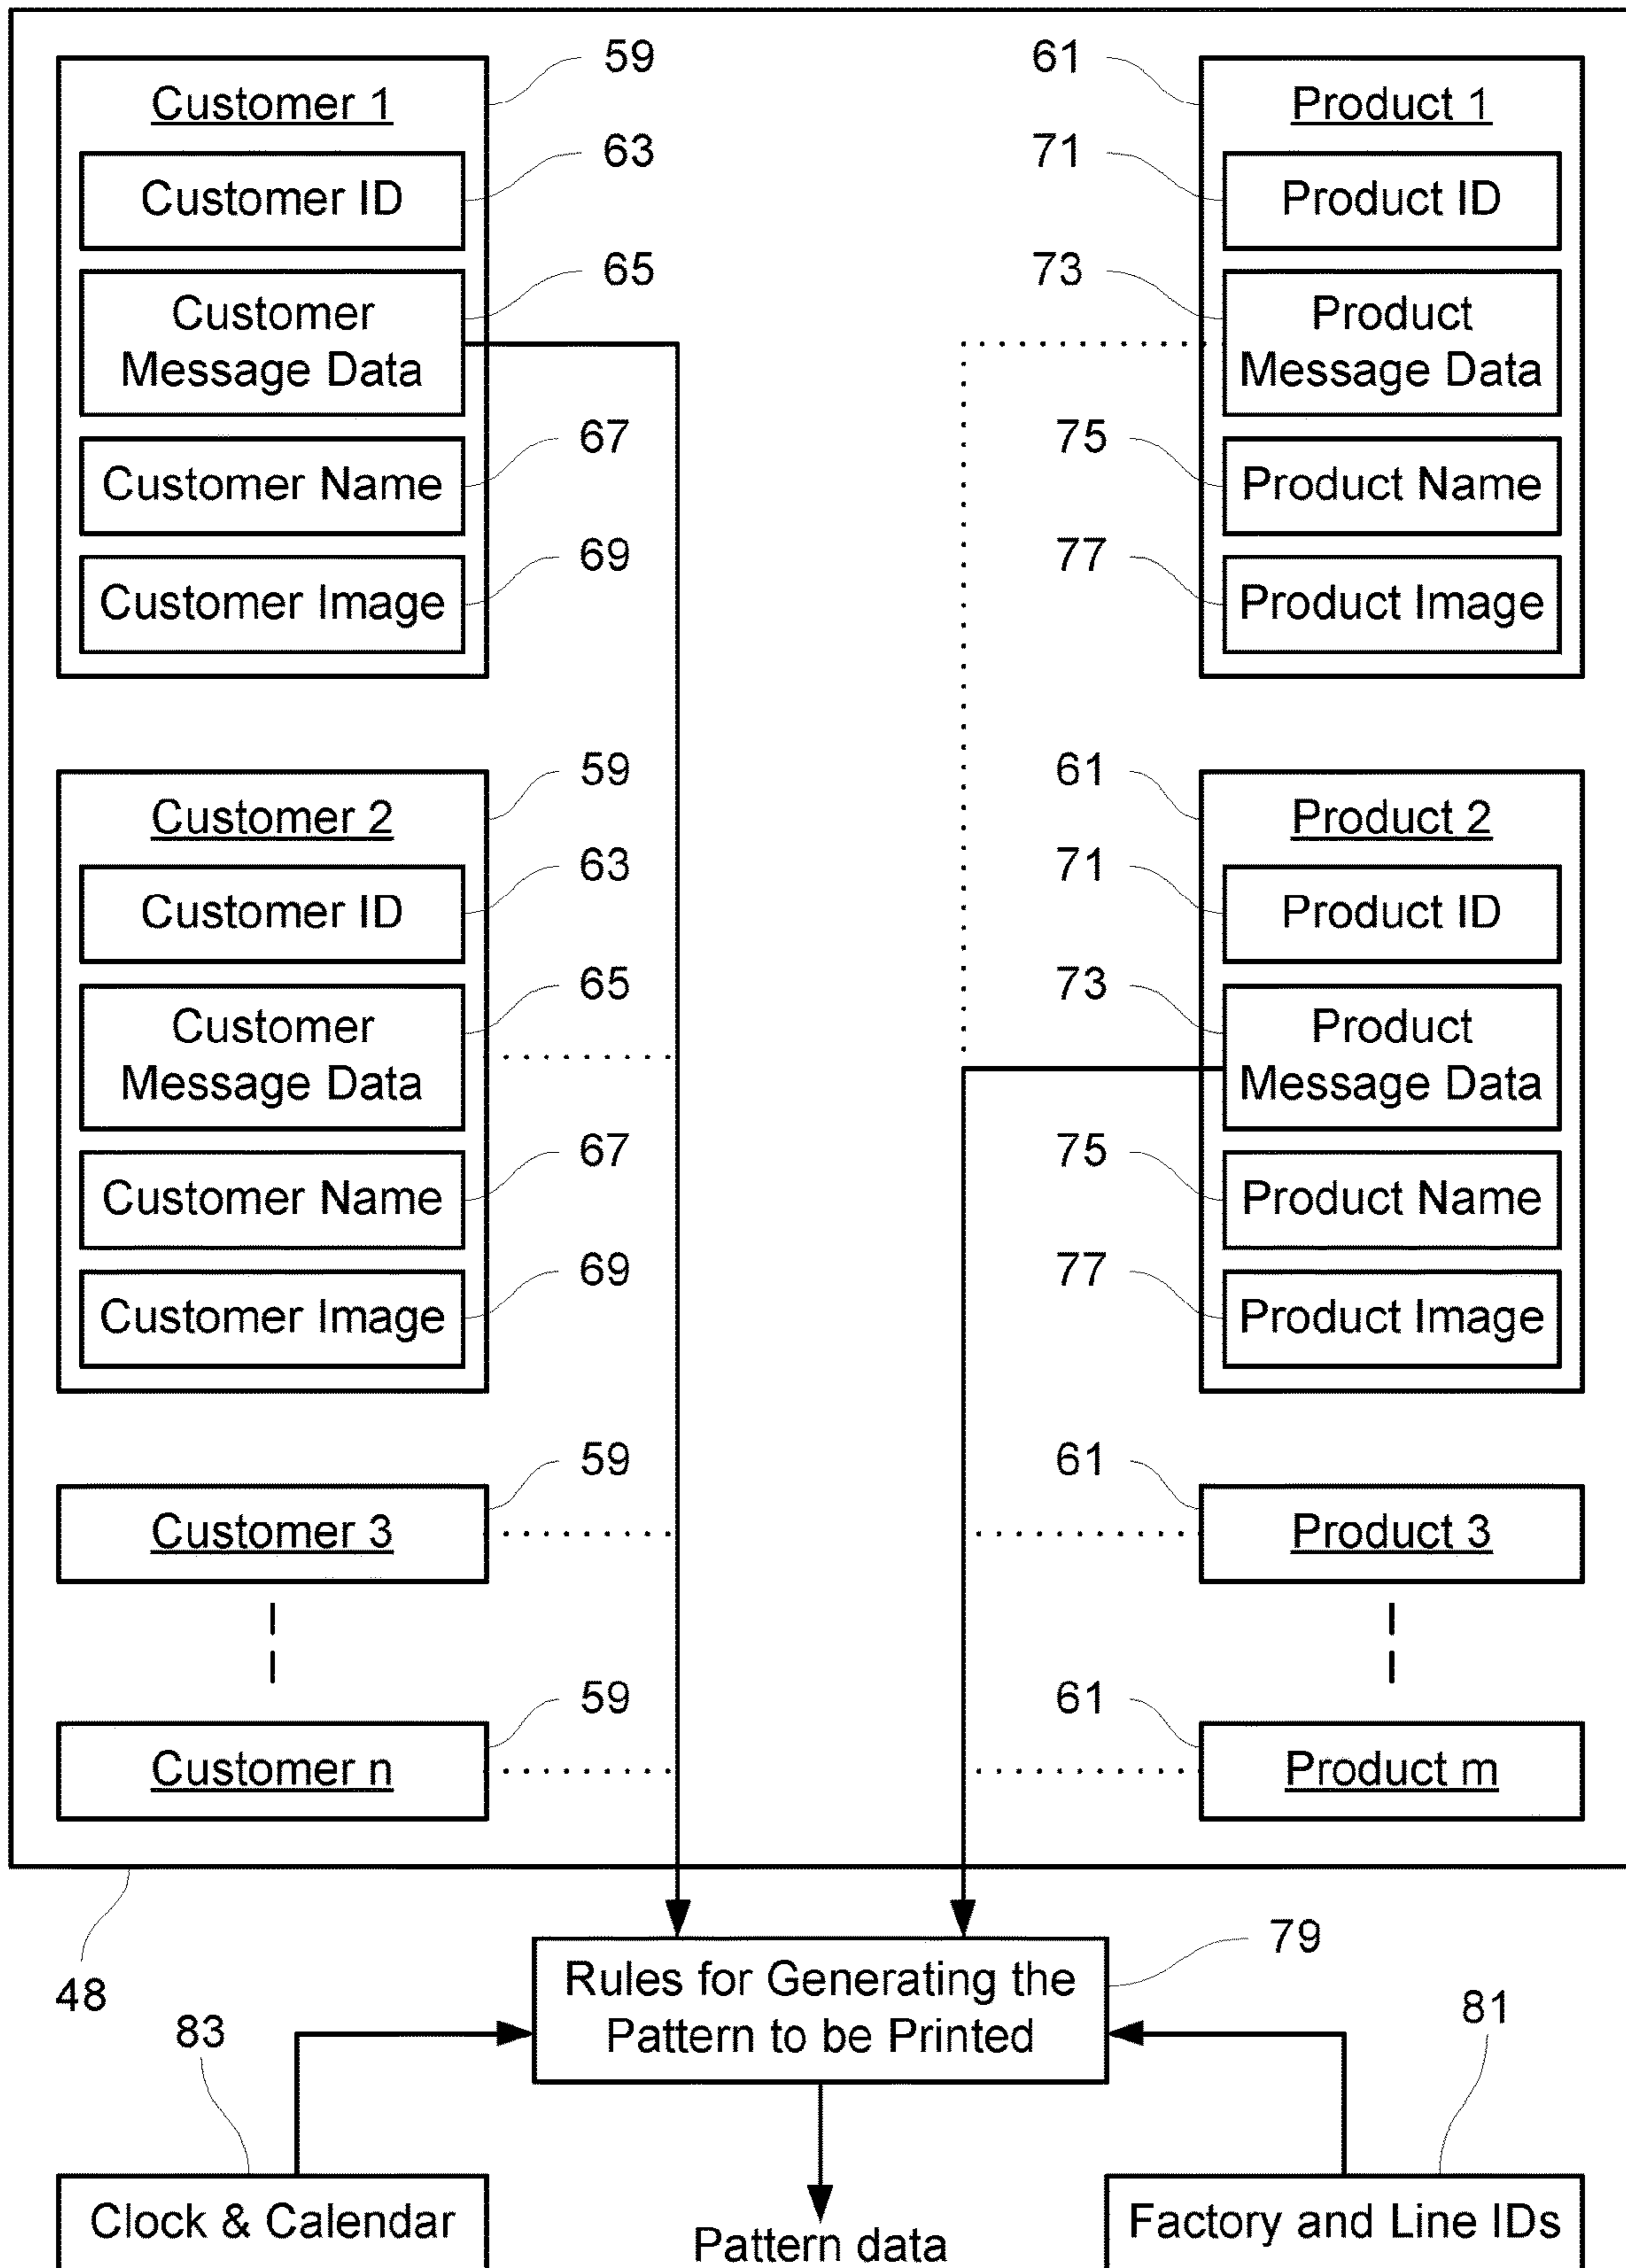 59
Customer 1
63
Customer ID
65
Customer
Message Data
67
Customer Name
69
Customer Image
61
Product 1
71
Product ID
73
Product
Message Data
75
Product Name
77
Product Image
59
Customer 2
63
Customer ID
65
Customer
Message Data
67
Customer Name
69
Customer Image
61
Product 2
71
Product ID
73
Product
Message Data
75
Product Name
77
Product Image
59
Customer 3
61
Product 3
59
Customer n
61
Product m
48
79
Rules for Generating the
Pattern to be Printed
83
81
Clock & Calendar
Pattern data
Factory and Line IDs